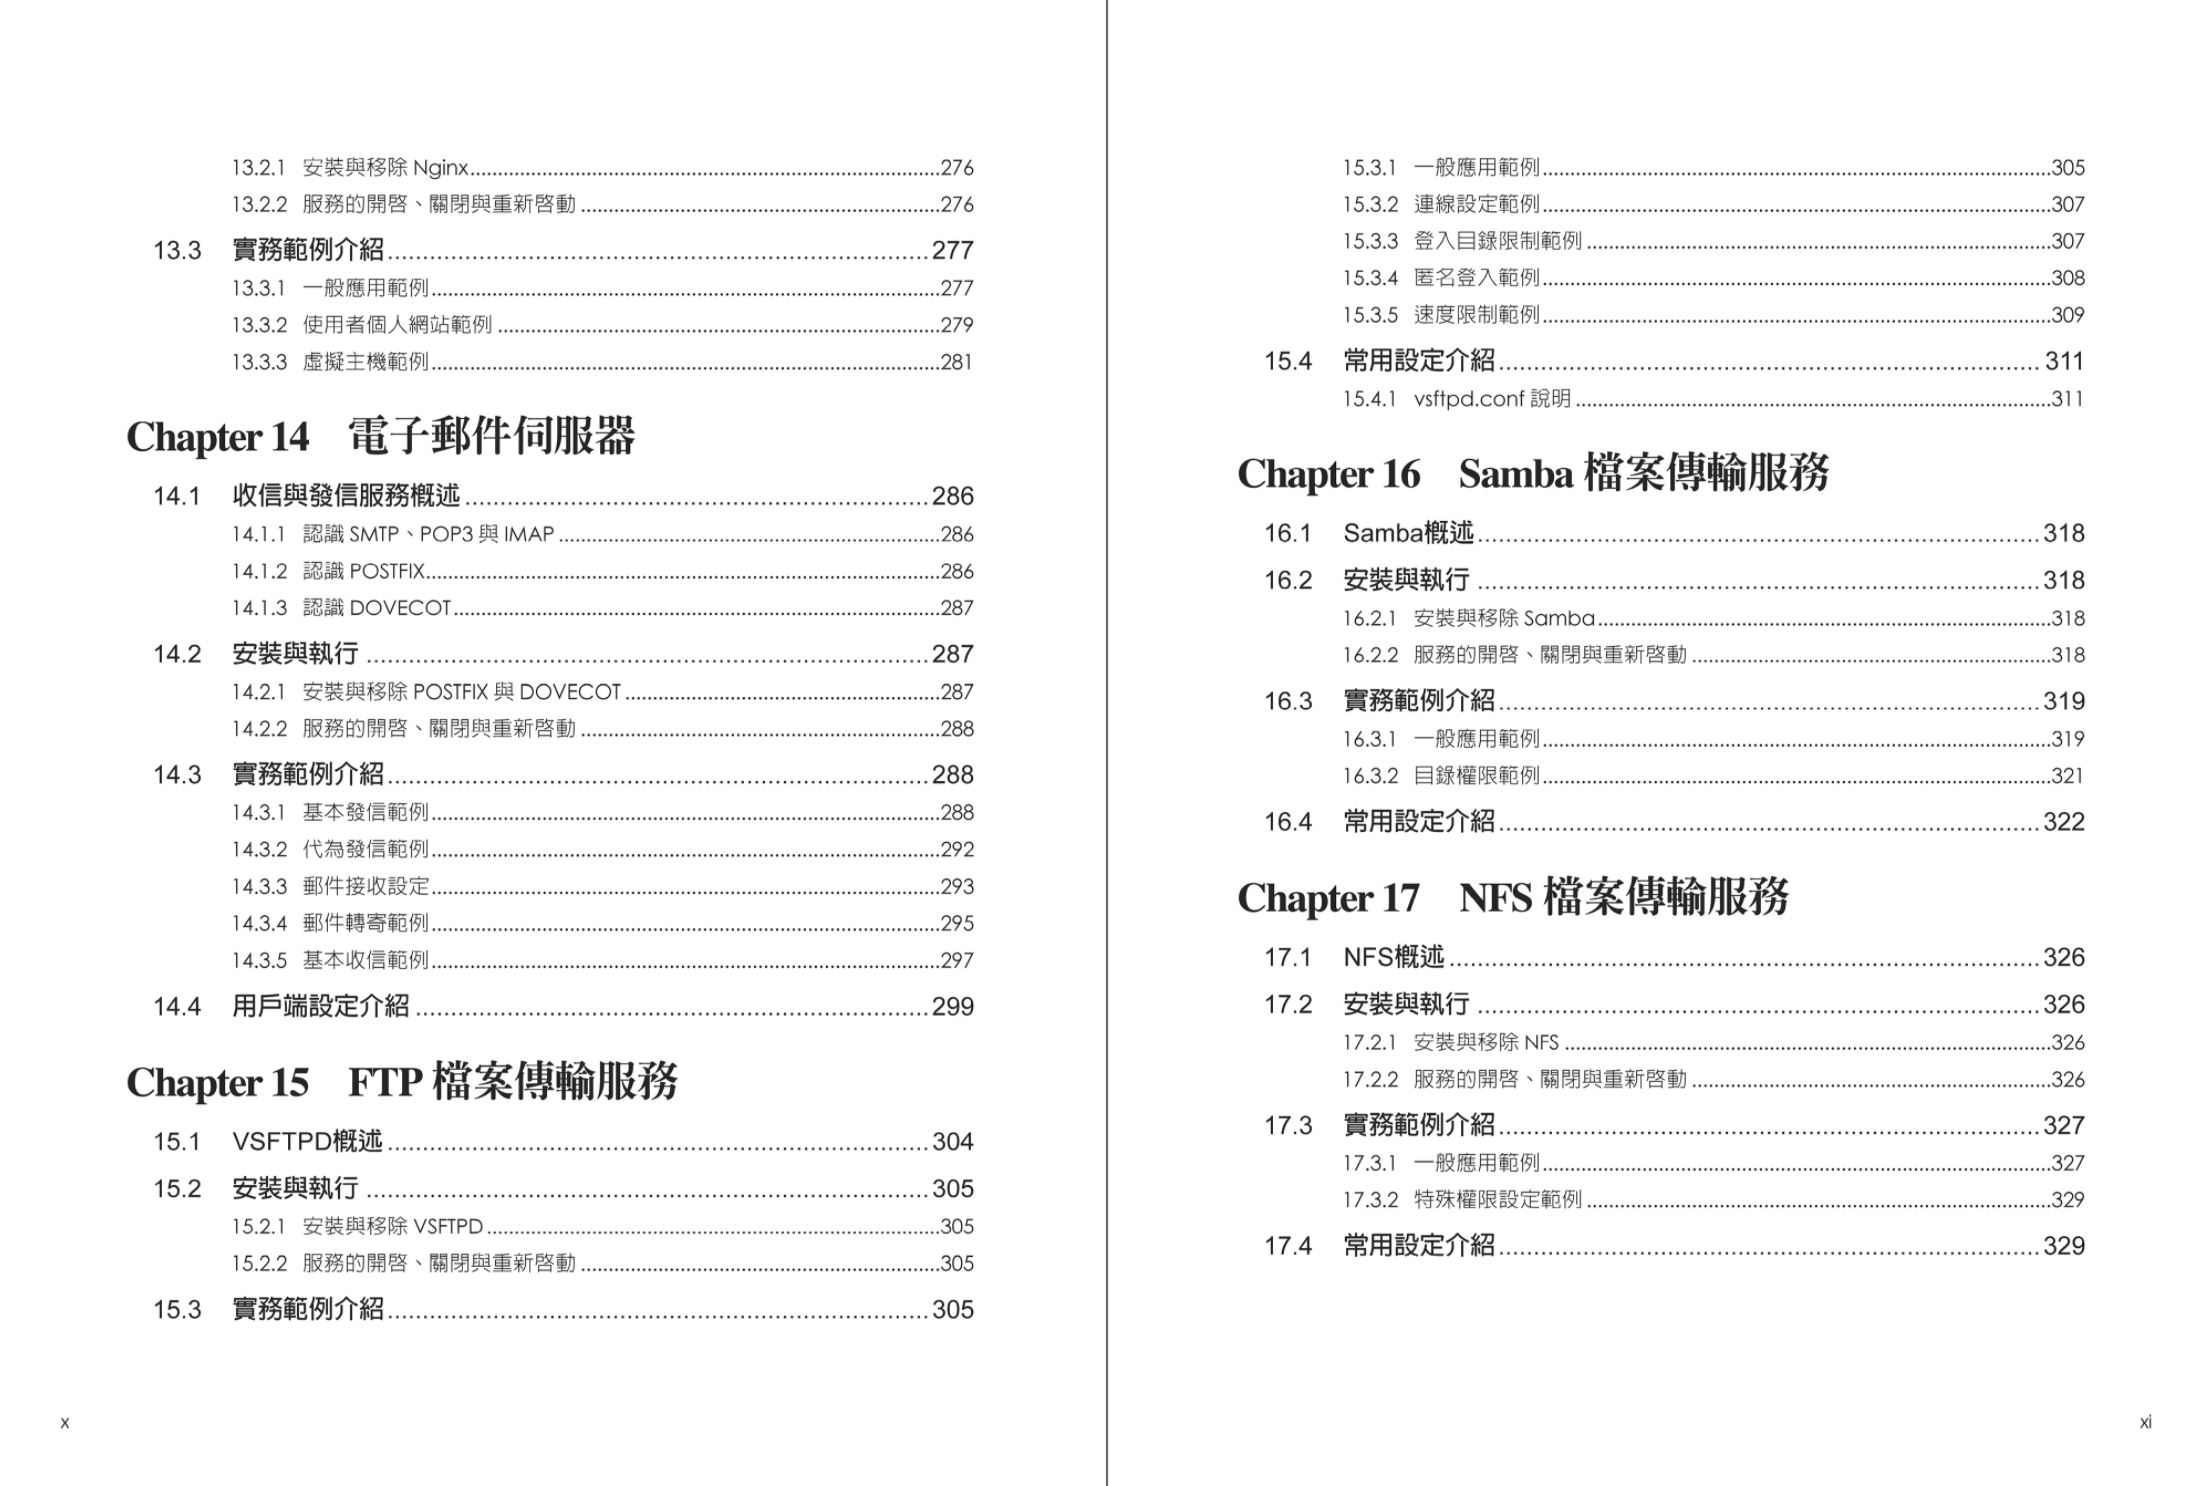 13.2.1 安裝與移除 Nginx 276
13.2.2 服務的開啓、關閉與重新啓動 276
13.3 實務範例介紹 277
13.3.1 一般應用範例 277
13.3.2 使用者個人網站範例 279
13.3.3 虛擬主機範例 281
Chapter 14 電子郵件伺服器
14.1 收信與發信服務概述 286
14.1.1 認識 SMTP、POP3 與 IMAP 286
14.1.2 認識 POSTFIX 286
14.1.3 認識 DOVECOT 287
14.2 安裝與執行 287
14.2.1 安裝與移除 POSTFIX 與 DOVECOT 287
14.2.2 服務的開啓、關閉與重新啓動 288
14.3 實務範例介紹 288
14.3.1 基本發信範例 288
14.3.2 代為發信範例 292
14.3.3 郵件接收設定 293
14.3.4 郵件轉寄範例 295
14.3.5 基本收信範例 297
14.4 用戶端設定介紹 299
Chapter 15 FTP 檔案傳輸服務
15.1 VSFTPD概述 304
15.2 安裝與執行 305
15.2.1 安裝與移除 VSFTPD 305
15.2.2 服務的開啓、關閉與重新啓動 305
15.3 實務範例介紹 305
x
15.3.1 一般應用範例 305
15.3.2 連線設定範例 307
15.3.3 登入目錄限制範例 307
15.3.4 匿名登入範例 308
15.3.5 速度限制範例 309
15.4 常用設定介紹 311
15.4.1 vsftpd.conf 說明 311
Chapter 16 Samba 檔案傳輸服務
16.1 Samba概述 318
16.2 安裝與執行 318
16.2.1 安裝與移除 Samba 318
16.2.2 服務的開啓、關閉與重新啓動 318
16.3 實務範例介紹 319
16.3.1 一般應用範例 319
16.3.2 目錄權限範例 321
16.4 常用設定介紹 322
Chapter 17 NFS 檔案傳輸服務
17.1 NFS概述 326
17.2 安裝與執行 326
17.2.1 安裝與移除 NFS 326
17.2.2 服務的開啓、關閉與重新啓動 326
17.3 實務範例介紹 327
17.3.1 一般應用範例 327
17.3.2 特殊權限設定範例 329
17.4 常用設定介紹 329
xi